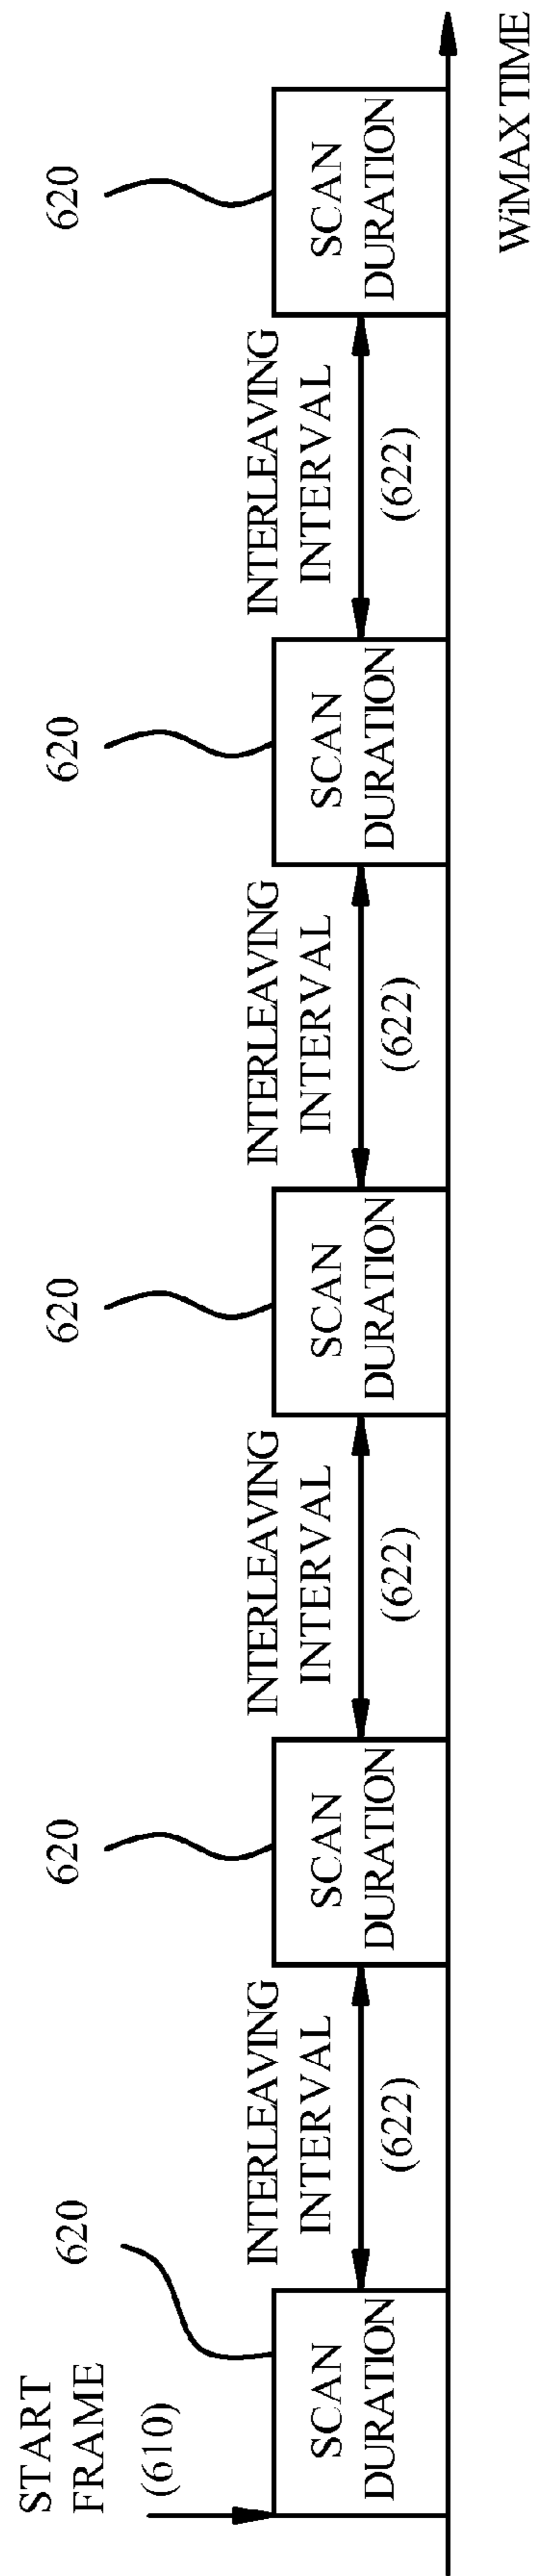 START
FRAME
(610)
620
620
620
620
620
SCAN
DURATION
INTERLEAVING
INTERVAL
(622)
SCAN
DURATION
INTERLEAVING
INTERVAL
(622)
SCAN
DURATION
INTERLEAVING
INTERVAL
(622)
SCAN
DURATION
INTERLEAVING
INTERVAL
(622)
SCAN
DURATION
WiMAX TIME